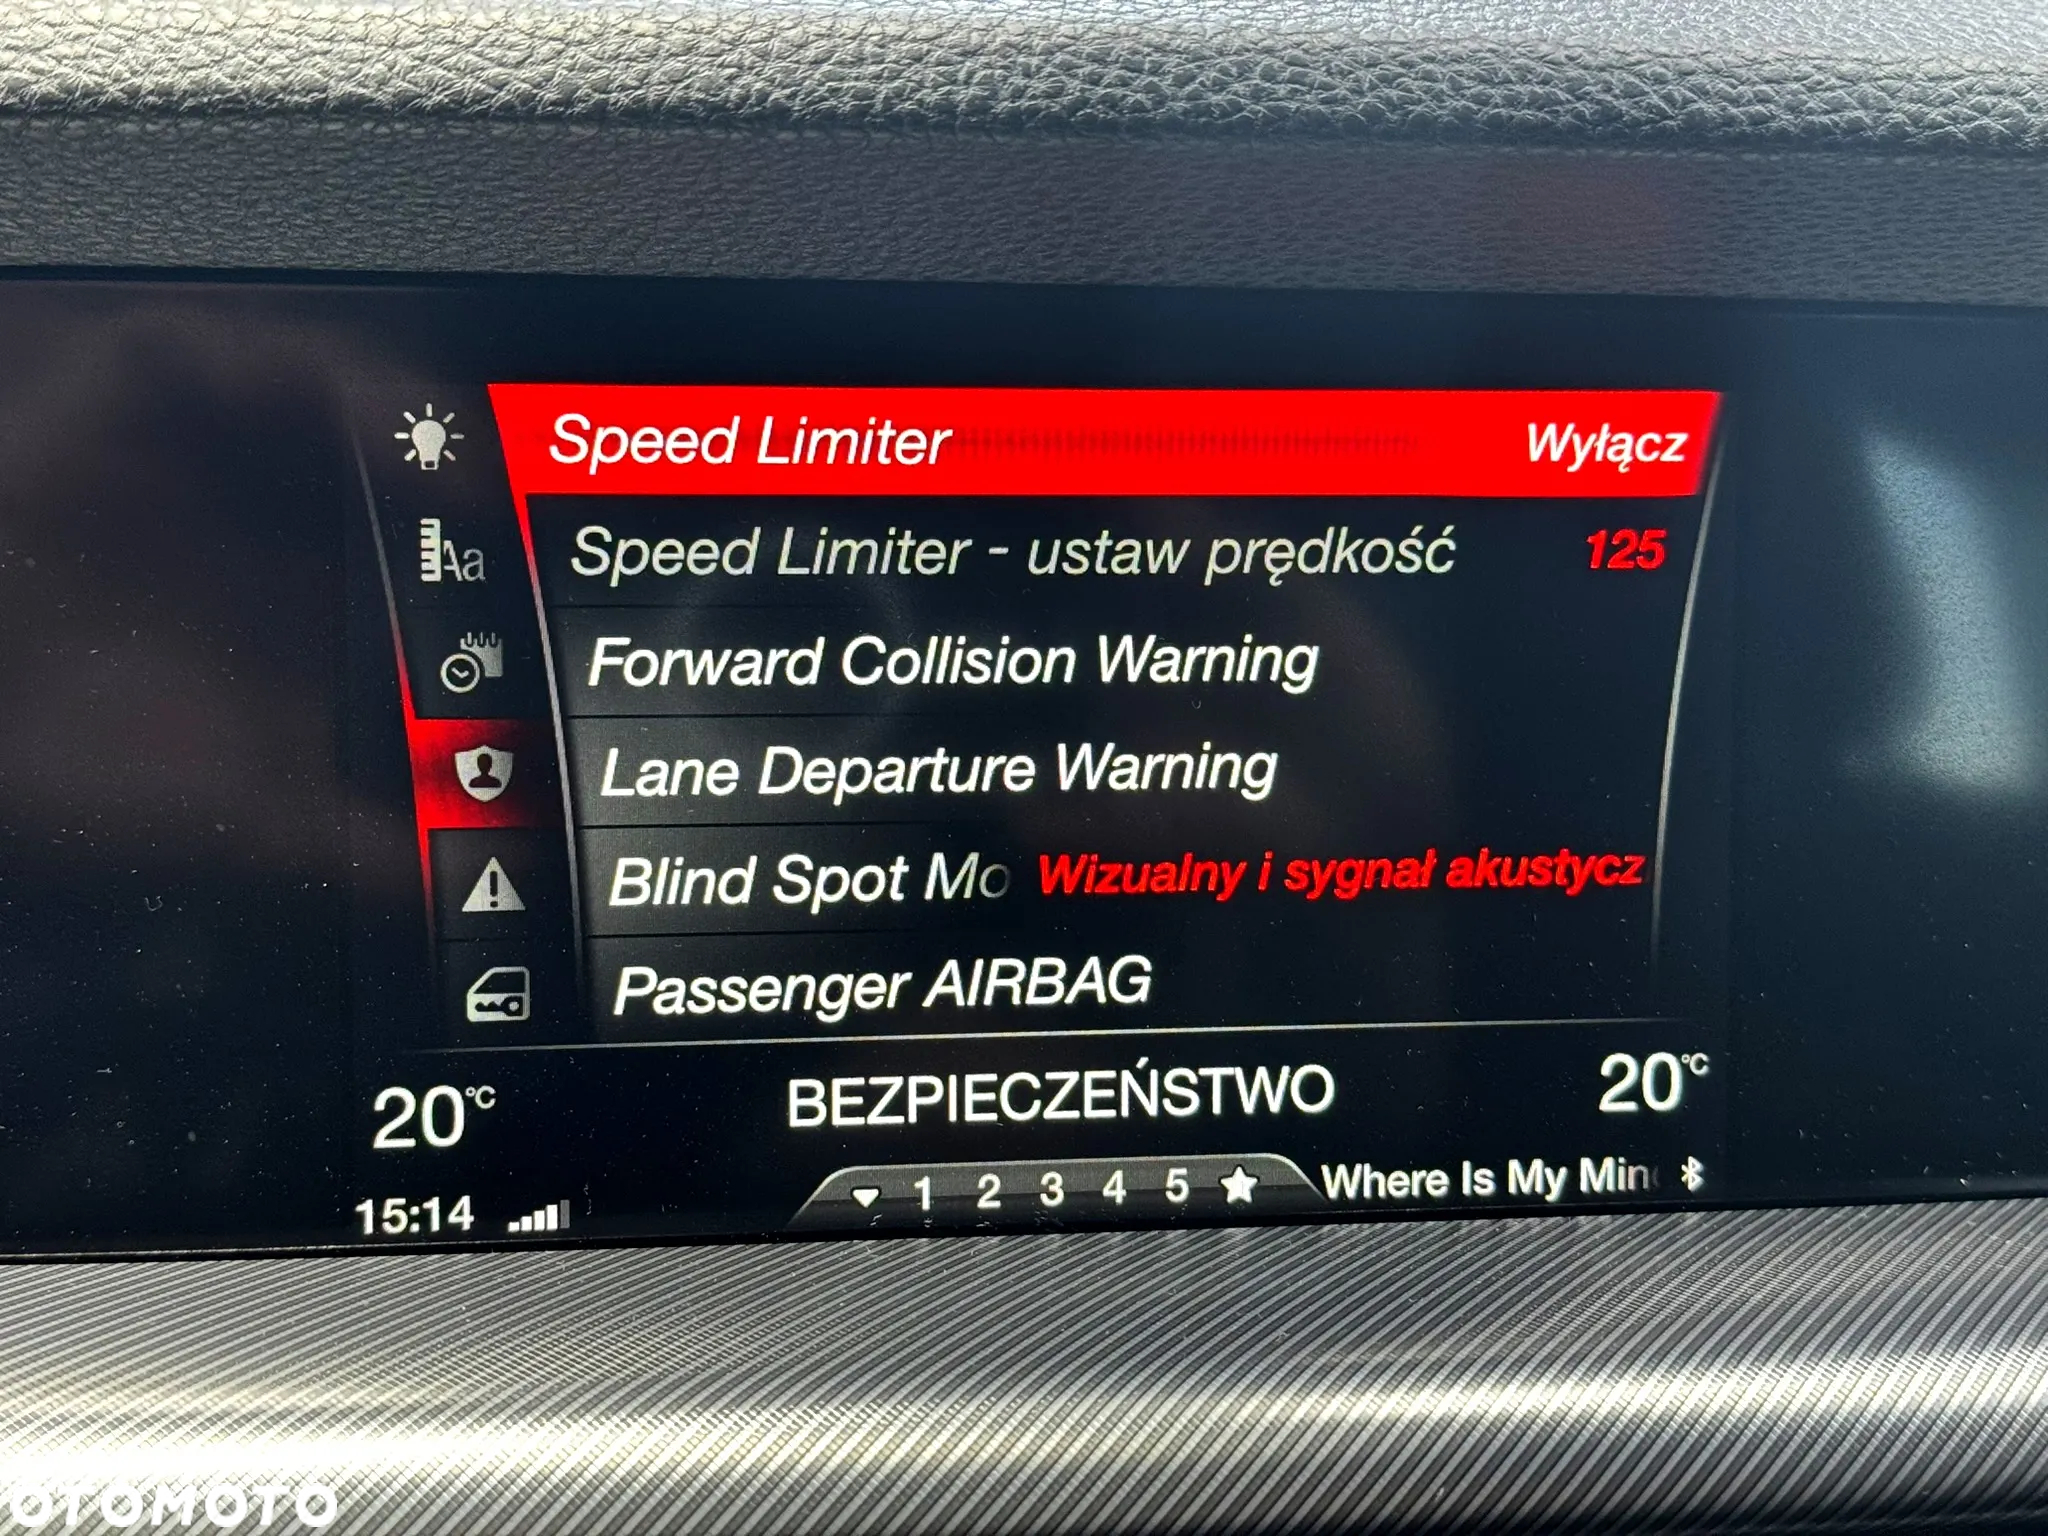 Speed Limiter Wyłącz
Aa Speed Limiter - ustaw prędkość 125
Forward Collision Warning
Lane Departure Warning
Blind Spot Mo Wizualny i sygnał akustycz
Passenger AIRBAG
20°C BEZPIECZEŃSTWO 20°C
15:14 1 2 3 4 5 Where Is My Min
OTOMOTO